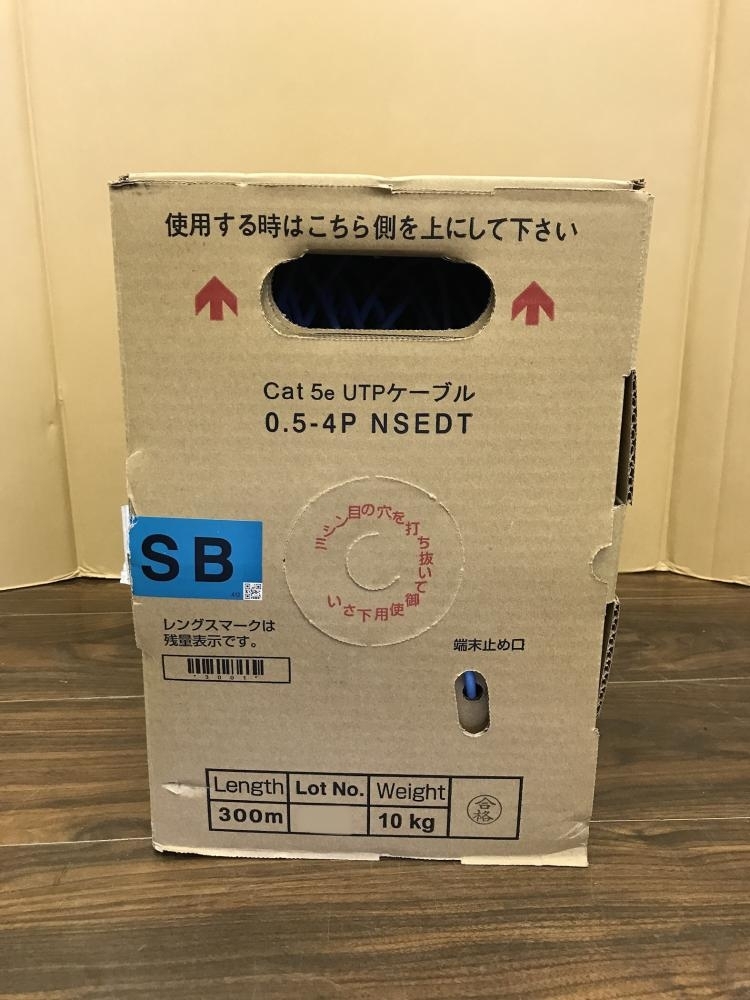 使用する時はこちら側を上にして下さい
Cat 5e UTPケーブル
0.5-4P NSEDT
ミシン目の穴を打ち抜いて御使用下さい
SB
レングスマークは
残量表示です。
*3001*
端末止め口
Length Lot No. Weight
300m 10 kg
合格